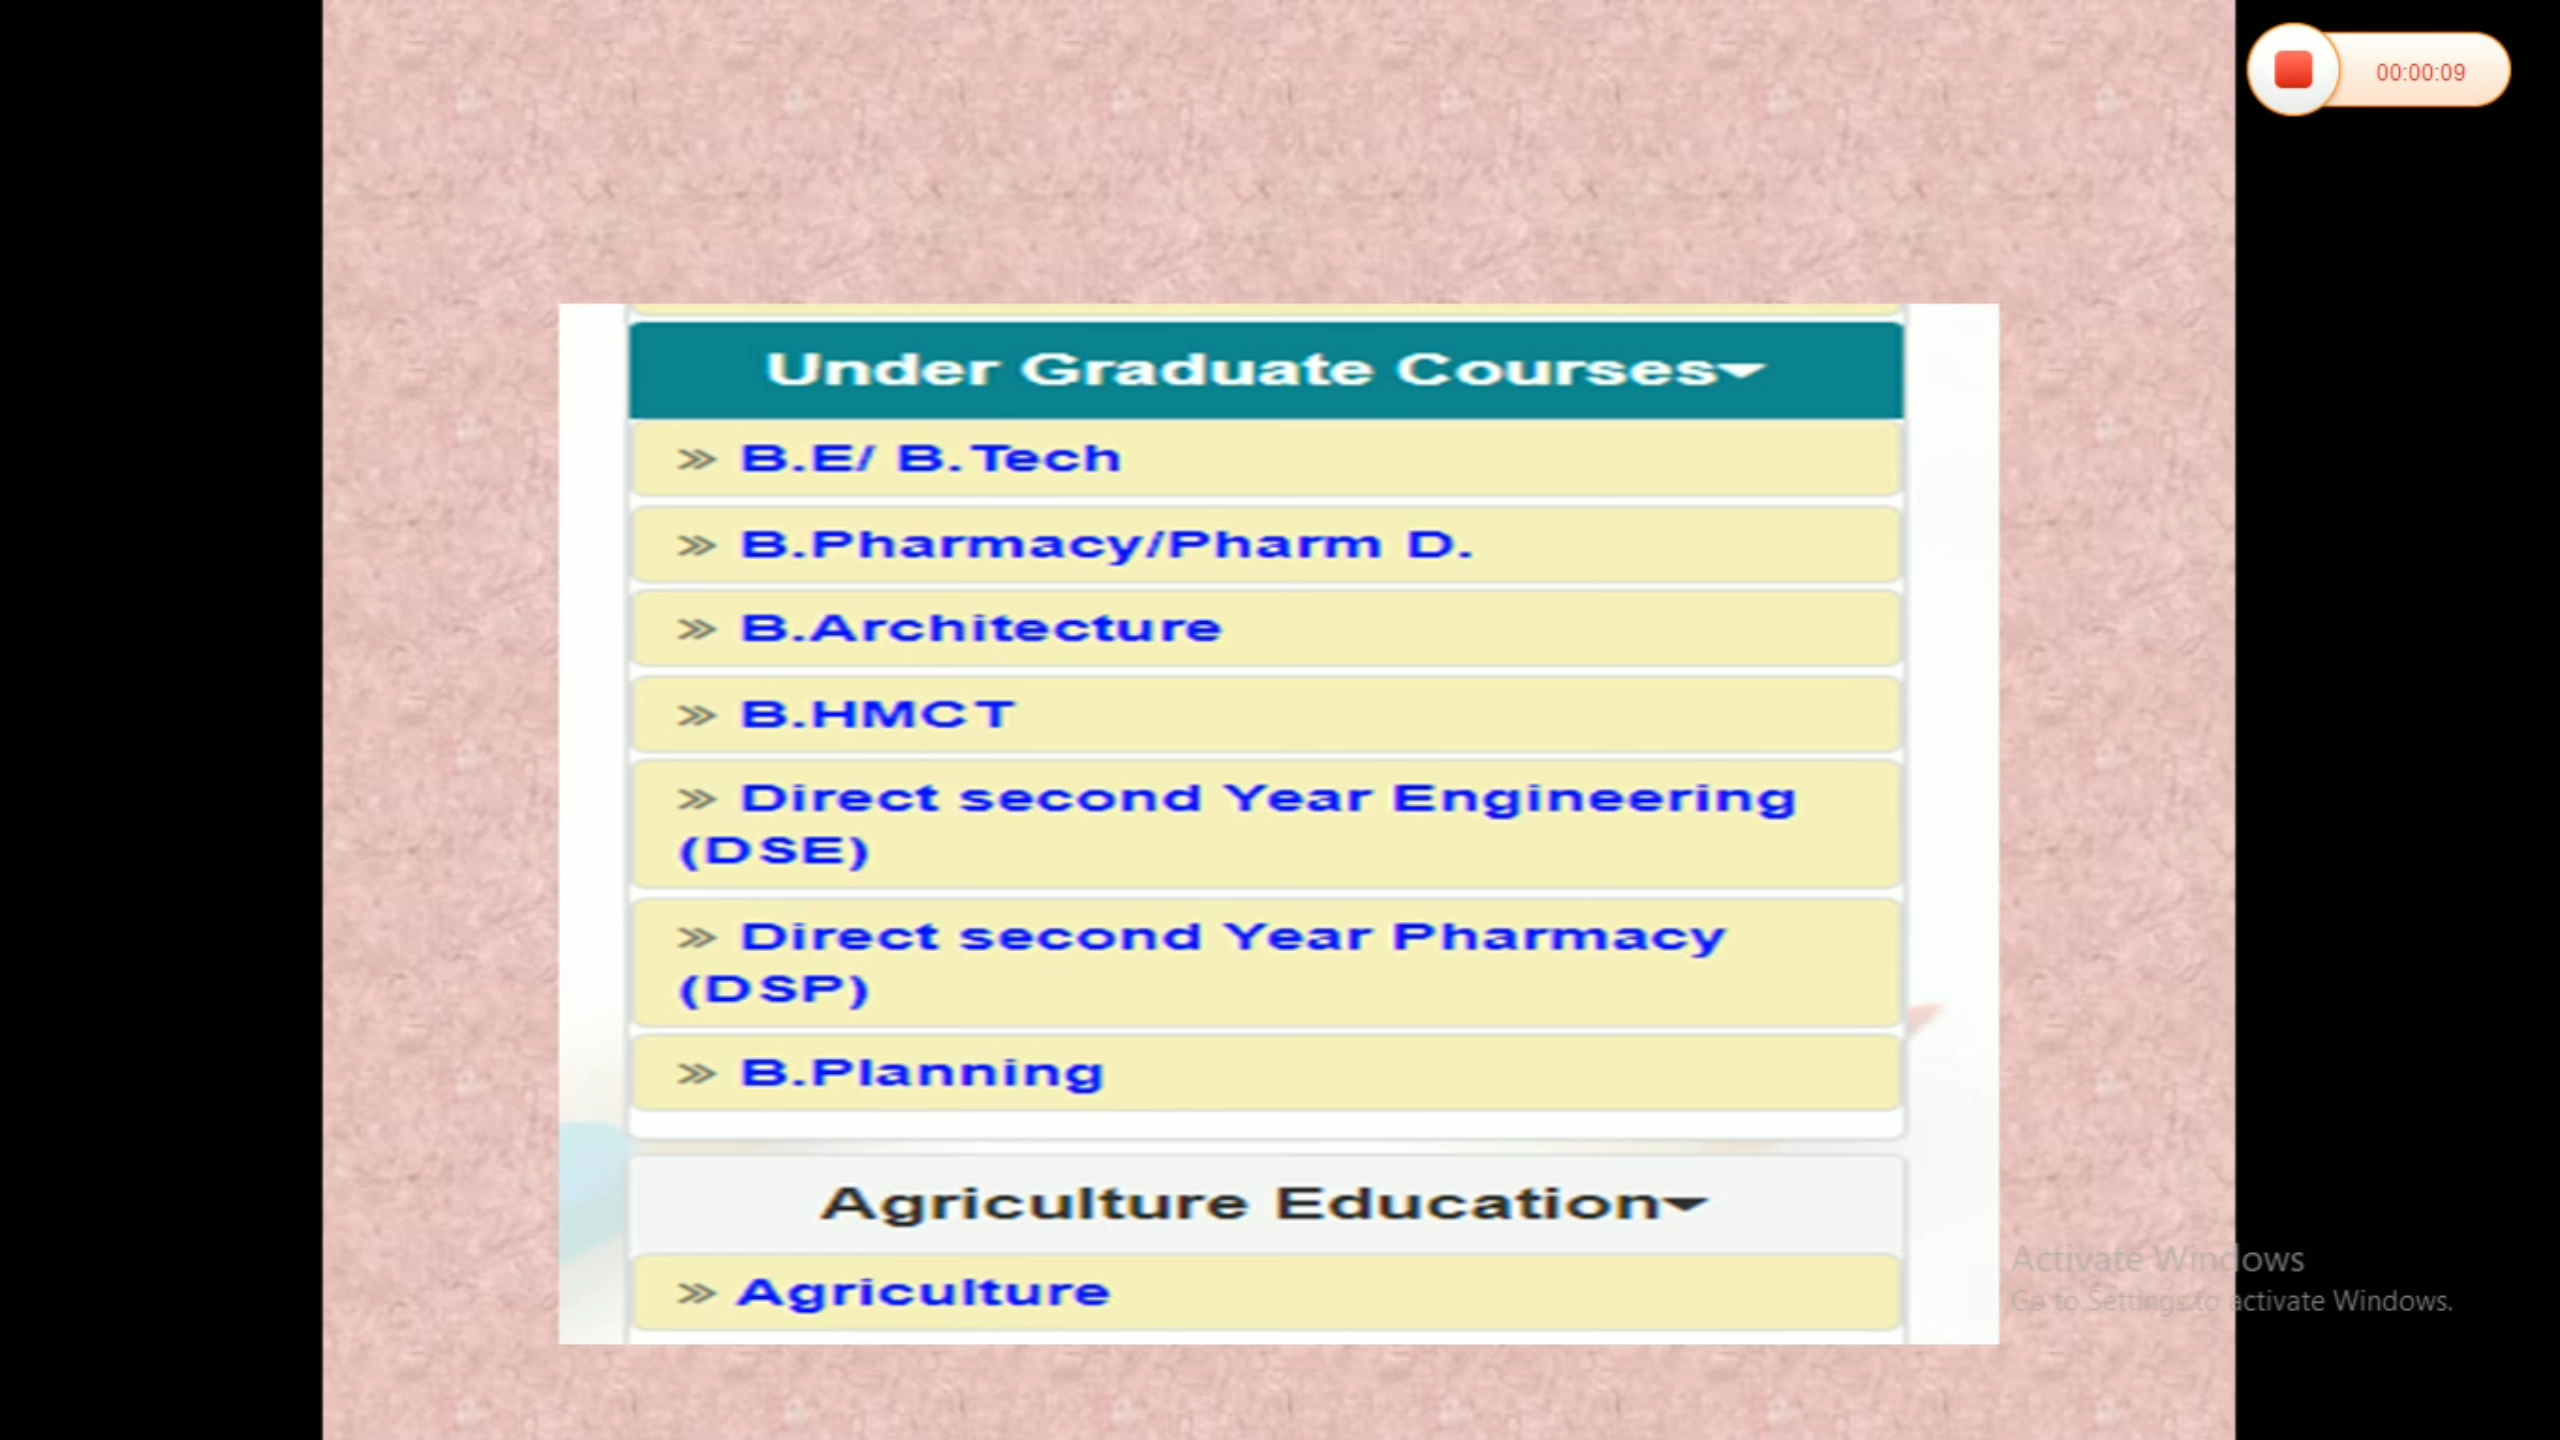 00:00:09
Under Graduate Courses
» B.E/ B.Tech
» B.Pharmacy/Pharm D.
» B.Architecture
» B.HMCT
» Direct second Year Engineering
(DSE)
» Direct second Year Pharmacy
(DSP)
» B.Planning
Agriculture Education
» Agriculture
Activate Windows
Go to Settings to activate Windows.